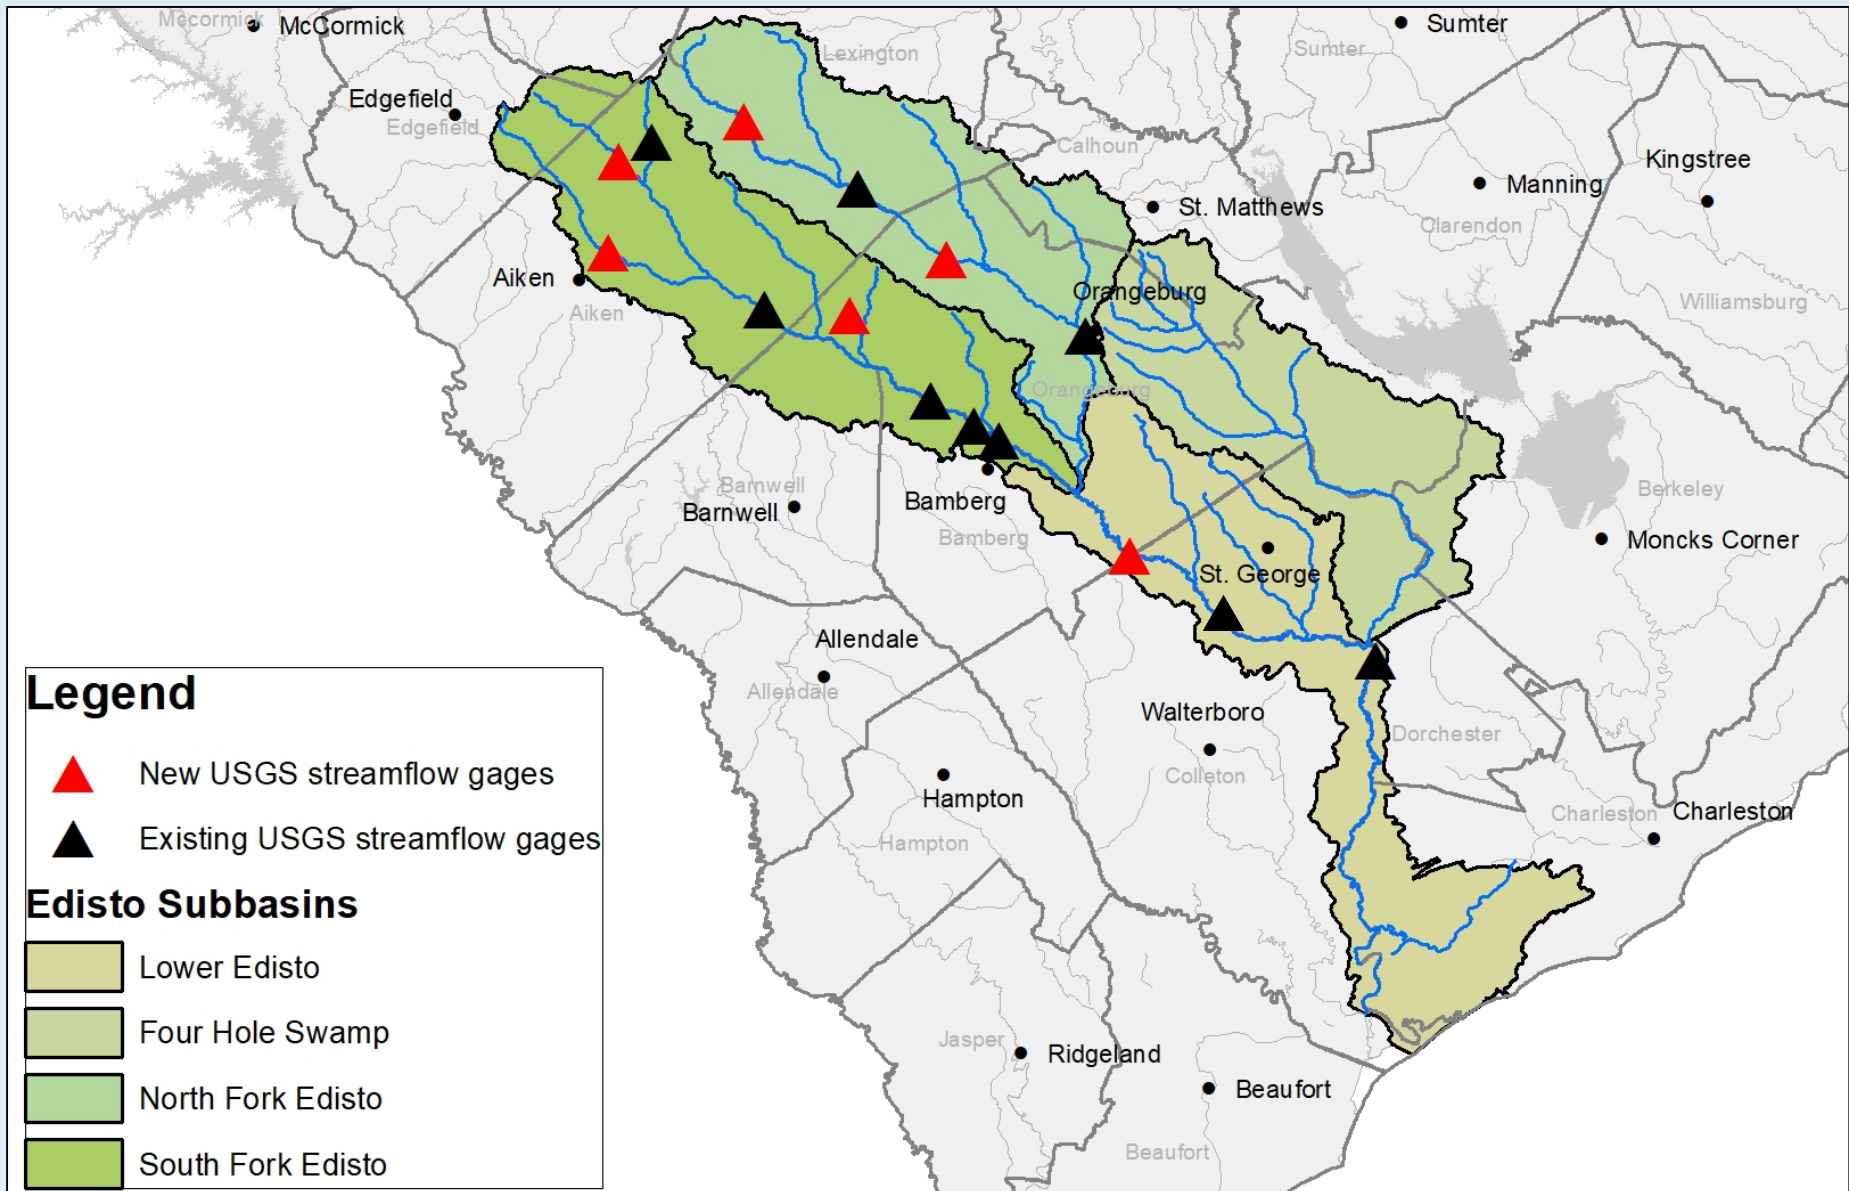 Mccormick
McCormick
Sumter
Sumter
Lexington
Edgefield
Edgefield
Calhoun
Kingstree
Manning
St. Matthews
Clarendon
Aiken
Aiken
Orangeburg
Williamsburg
Orangeburg
Barnwell
Barnwell
Bamberg
Bamberg
Berkeley
Moncks Corner
St. George
Allendale
Allendale
Walterboro
Dorchester
Colleton
Hampton
Hampton
Charleston
Charleston
Jasper
Ridgeland
Beaufort
Beaufort
Legend
New USGS streamflow gages
Existing USGS streamflow gages
Edisto Subbasins
Lower Edisto
Four Hole Swamp
North Fork Edisto
South Fork Edisto